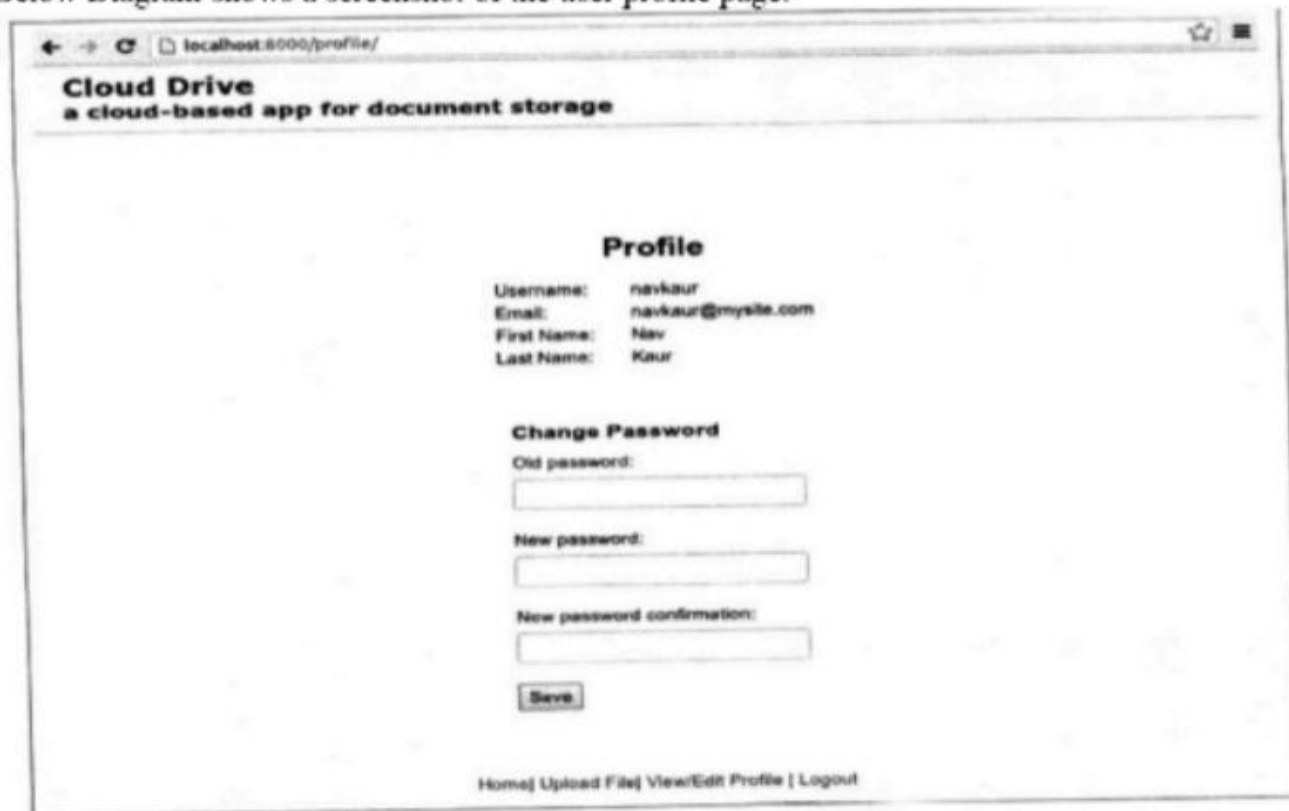 Below Diagram shows a screenshot of the user profile page.
localhost:8000/profile/
Cloud Drive
a cloud-based app for document storage
Profile
Username: navkaur
Email: navkaur@mysite.com
First Name: Nav
Last Name: Kaur
Change Password
Old password:
New password:
New password confirmation:
Save
Home| Upload File| View/Edit Profile | Logout